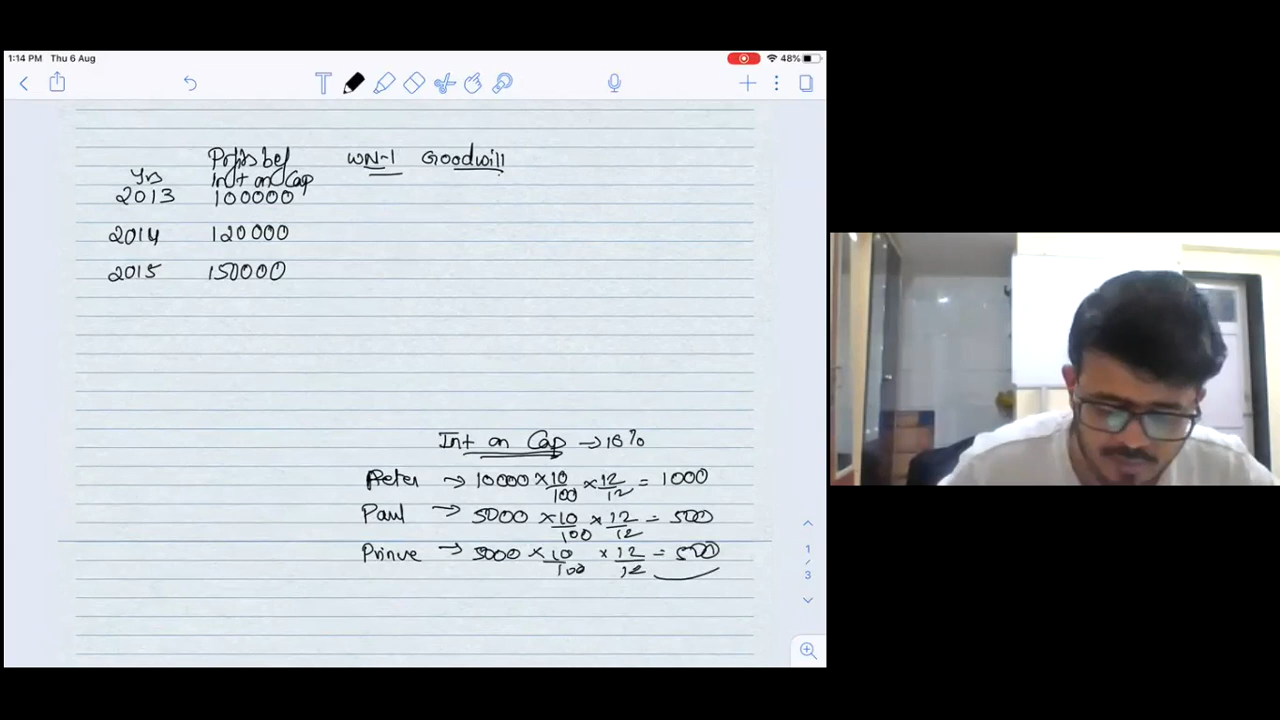 1:14 PM Thu 6 Aug
48%
Profits bef WN-1 Goodwill
Yrs Int on Cap
2013 100000
2014 120000
2015 150000
Int on Cap → 10%
Peter → 10000 × 10/100 × 12/12 = 1000
Paul → 5000 × 10/100 × 12/12 = 500
Prince → 5000 × 10/100 × 12/12 = 500
1
/
3